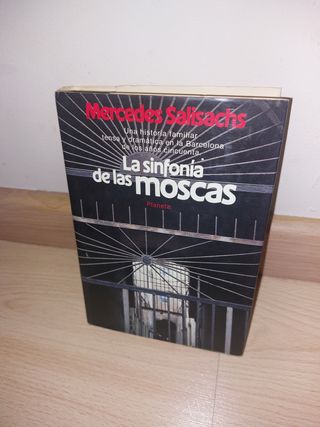 Mercedes Salisachs
Una historia familiar
tensa y dramática en la Barcelona
de los años cincuenta
La sinfonía
de las moscas
Planeta